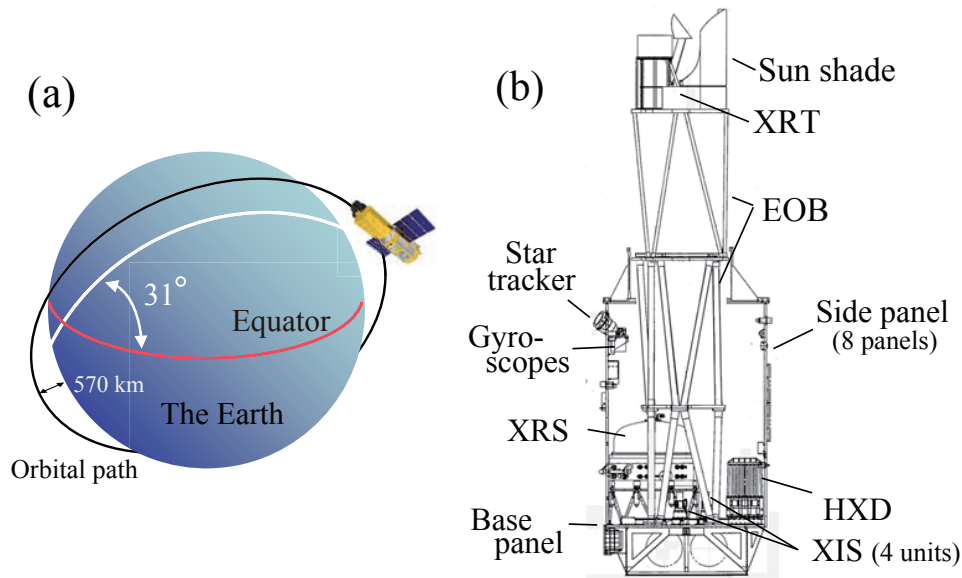 (a)
31°
Equator
570 km
The Earth
Orbital path
(b)
Sun shade
XRT
EOB
Star
tracker
Gyro-
scopes
Side panel
(8 panels)
XRS
HXD
Base
panel
XIS (4 units)